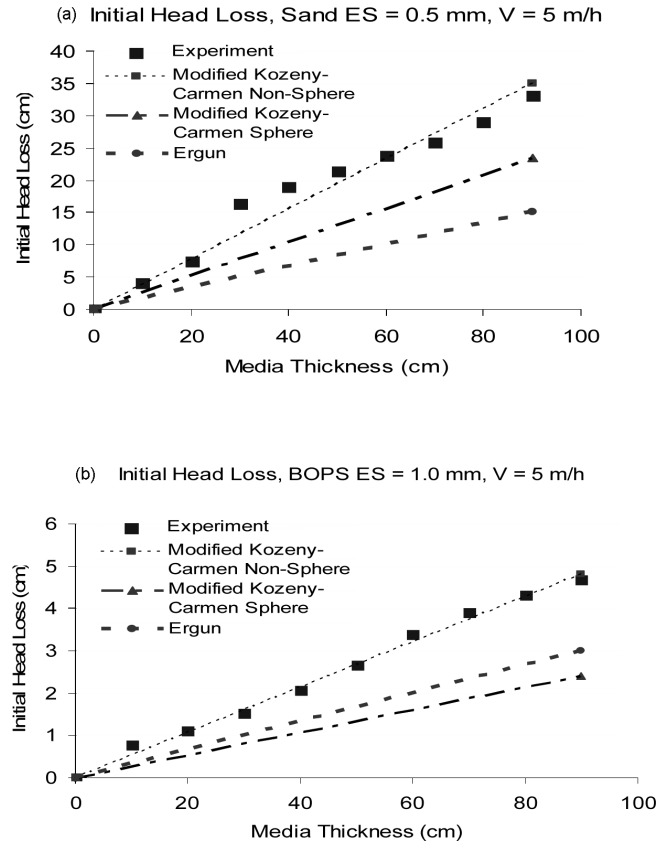 (a) Initial Head Loss, Sand ES = 0.5 mm, V = 5 m/h
Experiment
Modified Kozeny-
Carmen Non-Sphere
Modified Kozeny-
Carmen Sphere
Ergun
Initial Head Loss (cm)
40
35
30
25
20
15
10
5
0
0 20 40 60 80 100
Media Thickness (cm)
(b) Initial Head Loss, BOPS ES = 1.0 mm, V = 5 m/h
Experiment
Modified Kozeny-
Carmen Non-Sphere
Modified Kozeny-
Carmen Sphere
Ergun
Initial Head Loss (cm)
6
5
4
3
2
1
0
0 20 40 60 80 100
Media Thickness (cm)